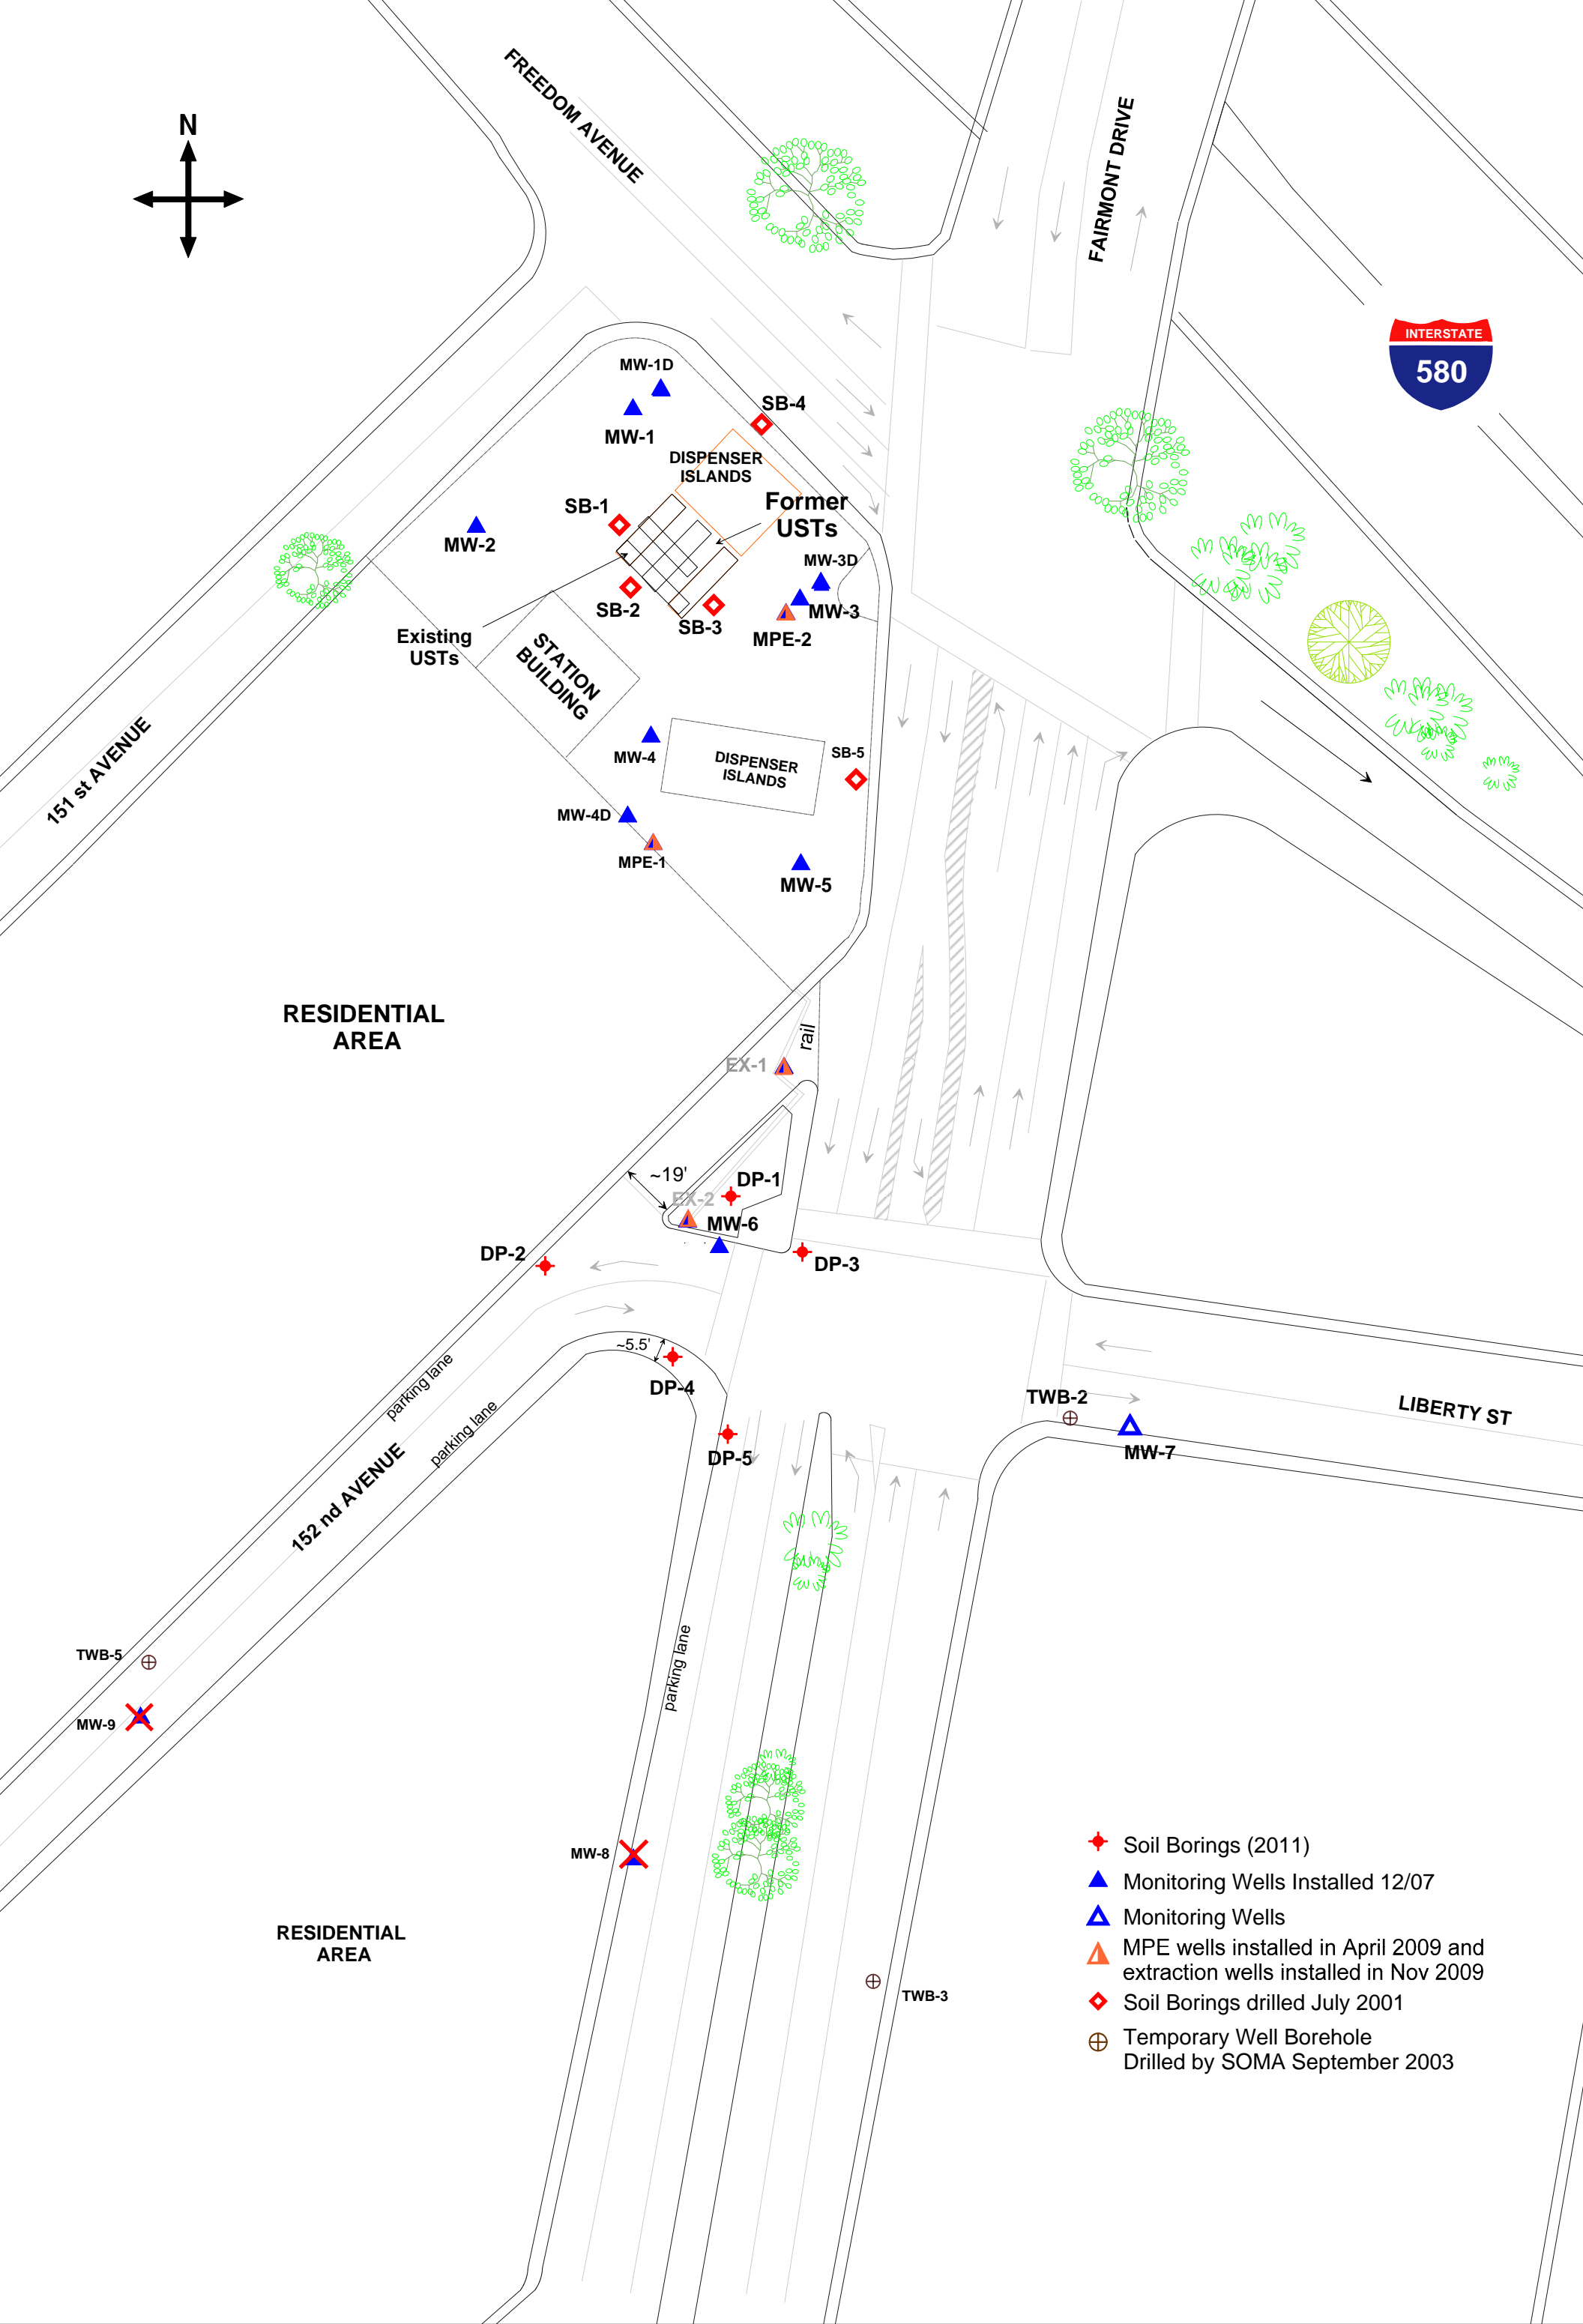 FREEDOM AVENUE
FAIRMONT DRIVE
N
INTERSTATE
580
MW-1D
SB-4
MW-1
DISPENSER
ISLANDS
Former
USTs
SB-1
MW-2
MW-3D
SB-2
MW-3
SB-3
MPE-2
Existing
USTs
STATION
BUILDING
151 st AVENUE
MW-4
DISPENSER
ISLANDS
SB-5
MW-4D
MPE-1
MW-5
RESIDENTIAL
AREA
rail
EX-1
~19'
DP-1
EX-2
MW-6
DP-2
DP-3
~5.5'
DP-4
parking lane
parking lane
TWB-2
LIBERTY ST
MW-7
DP-5
152 nd AVENUE
TWB-5
parking lane
MW-9
MW-8
RESIDENTIAL
AREA
TWB-3
Soil Borings (2011)
Monitoring Wells Installed 12/07
Monitoring Wells
MPE wells installed in April 2009 and
extraction wells installed in Nov 2009
Soil Borings drilled July 2001
Temporary Well Borehole
Drilled by SOMA September 2003